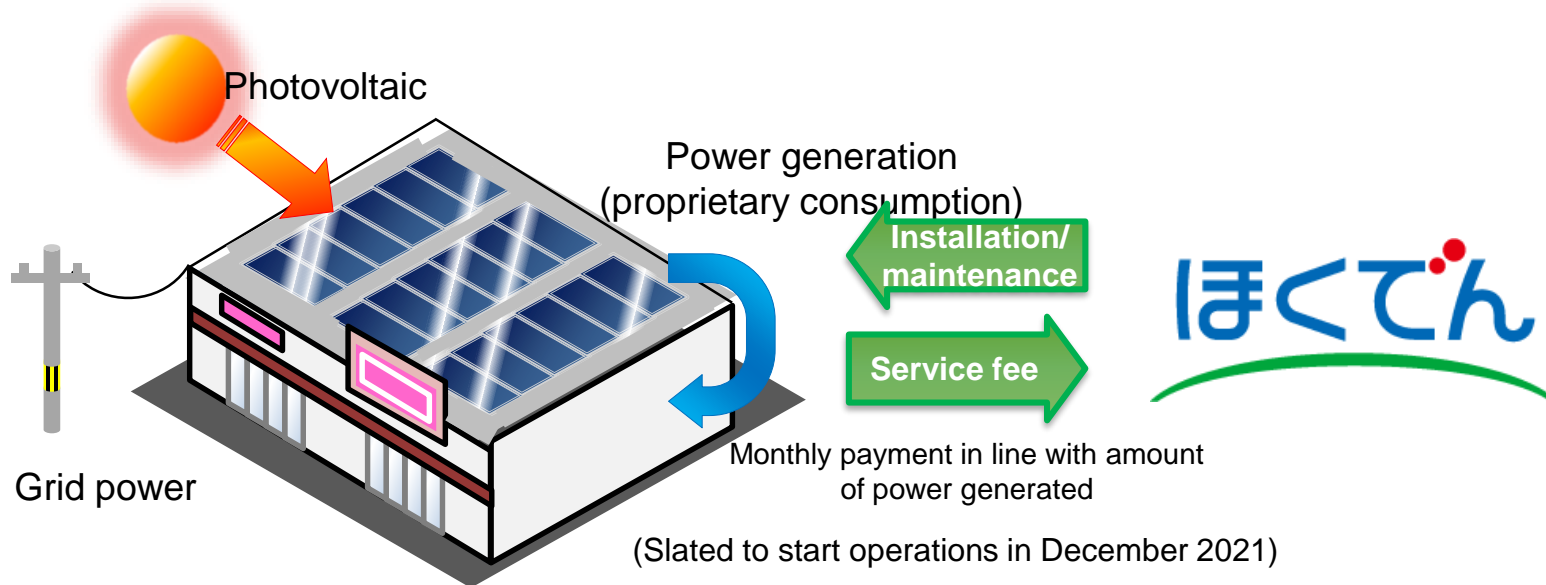 Photovoltaic
Power generation
(proprietary consumption)
Installation/
maintenance
ほくでん
Service fee
Monthly payment in line with amount
of power generated
Grid power
(Slated to start operations in December 2021)